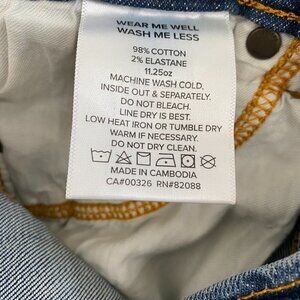 WEAR ME WELL
WASH ME LESS
98% COTTON
2% ELASTANE
11.25oz
MACHINE WASH COLD.
INSIDE OUT & SEPARATELY.
DO NOT BLEACH.
LINE DRY IS BEST.
LOW HEAT IRON OR TUMBLE DRY
WARM IF NECESSARY.
DO NOT DRY CLEAN.
MADE IN CAMBODIA
CA#00326 RN#82088